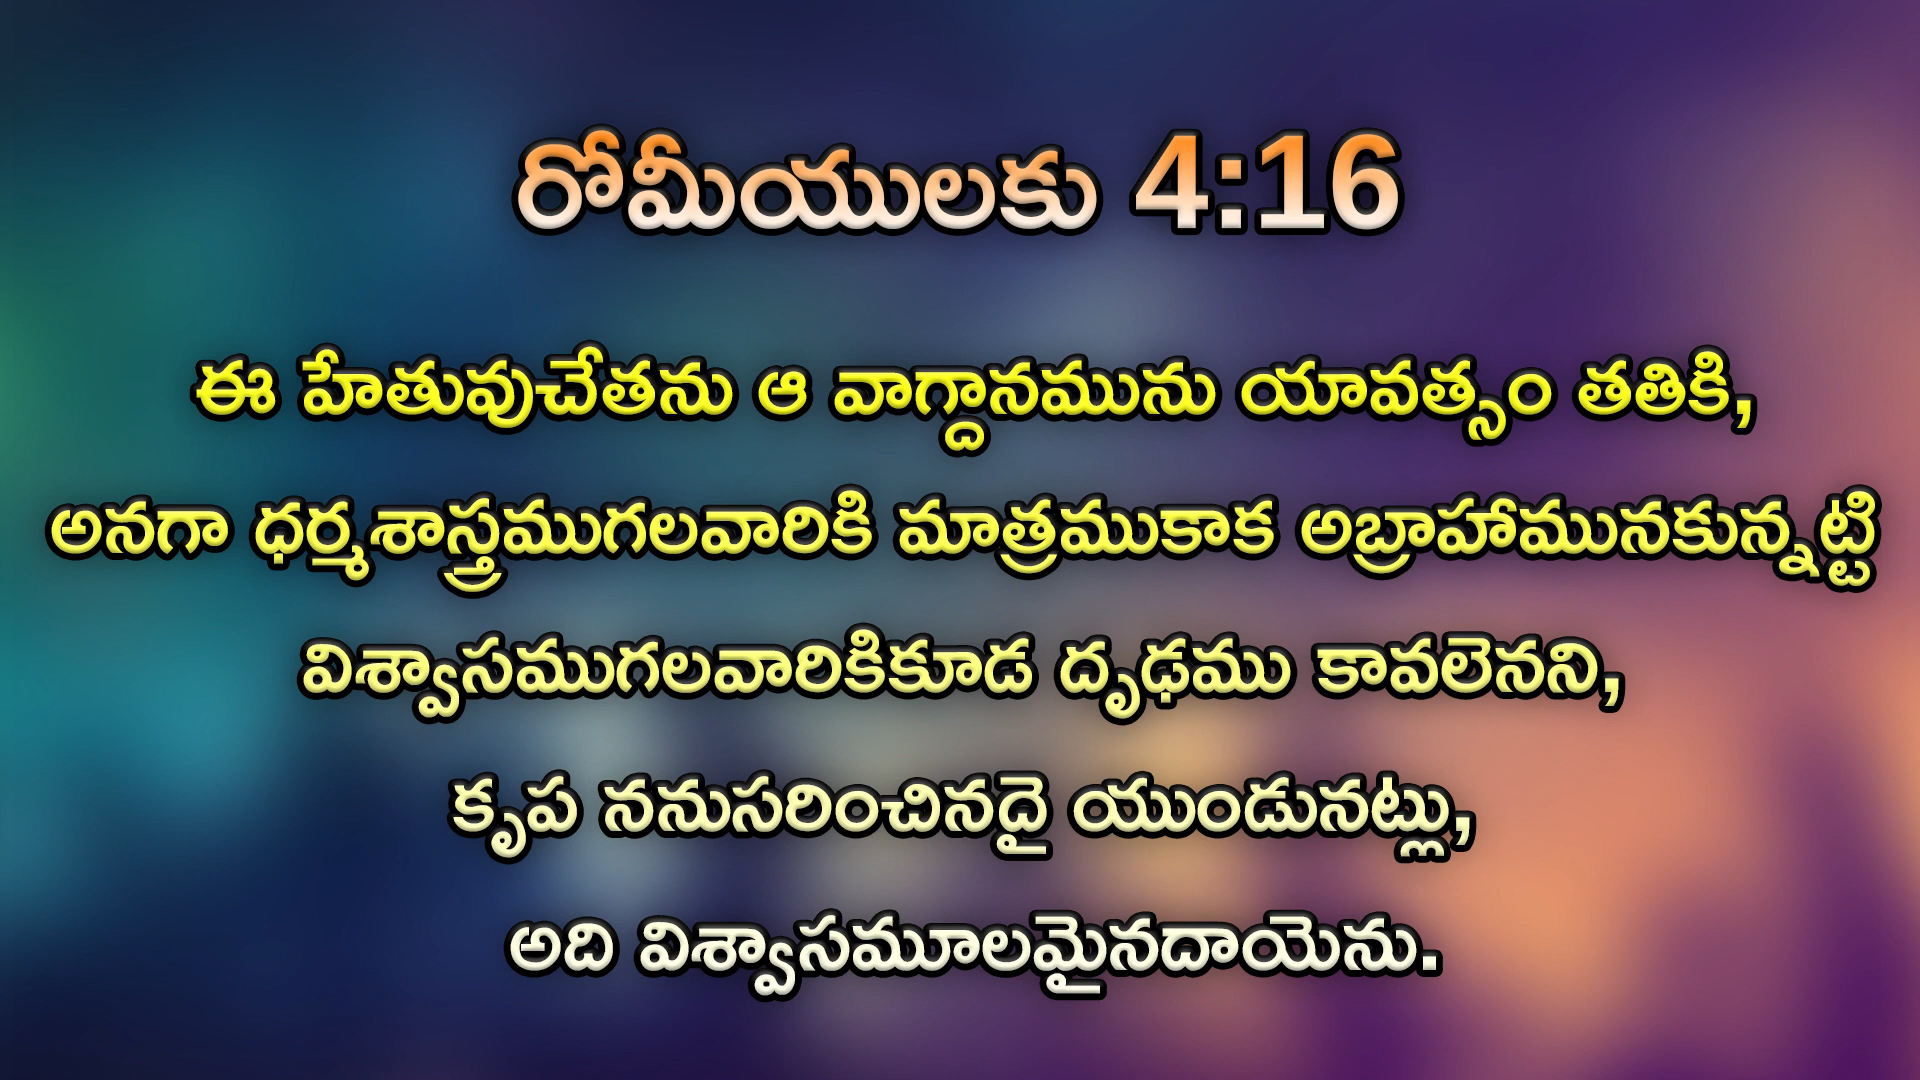 రోమీయులకు 4:16
ఈ హేతువుచేతను ఆ వాగ్దానమును యావత్సం తతికి,
అనగా ధర్మశాస్త్రముగలవారికి మాత్రముకాక అబ్రాహామునకున్నట్టి
విశ్వాసముగలవారికికూడ దృఢము కావలెనని,
కృప ననుసరించినదై యుండునట్లు,
అది విశ్వాసమూలమైనదాయెను.